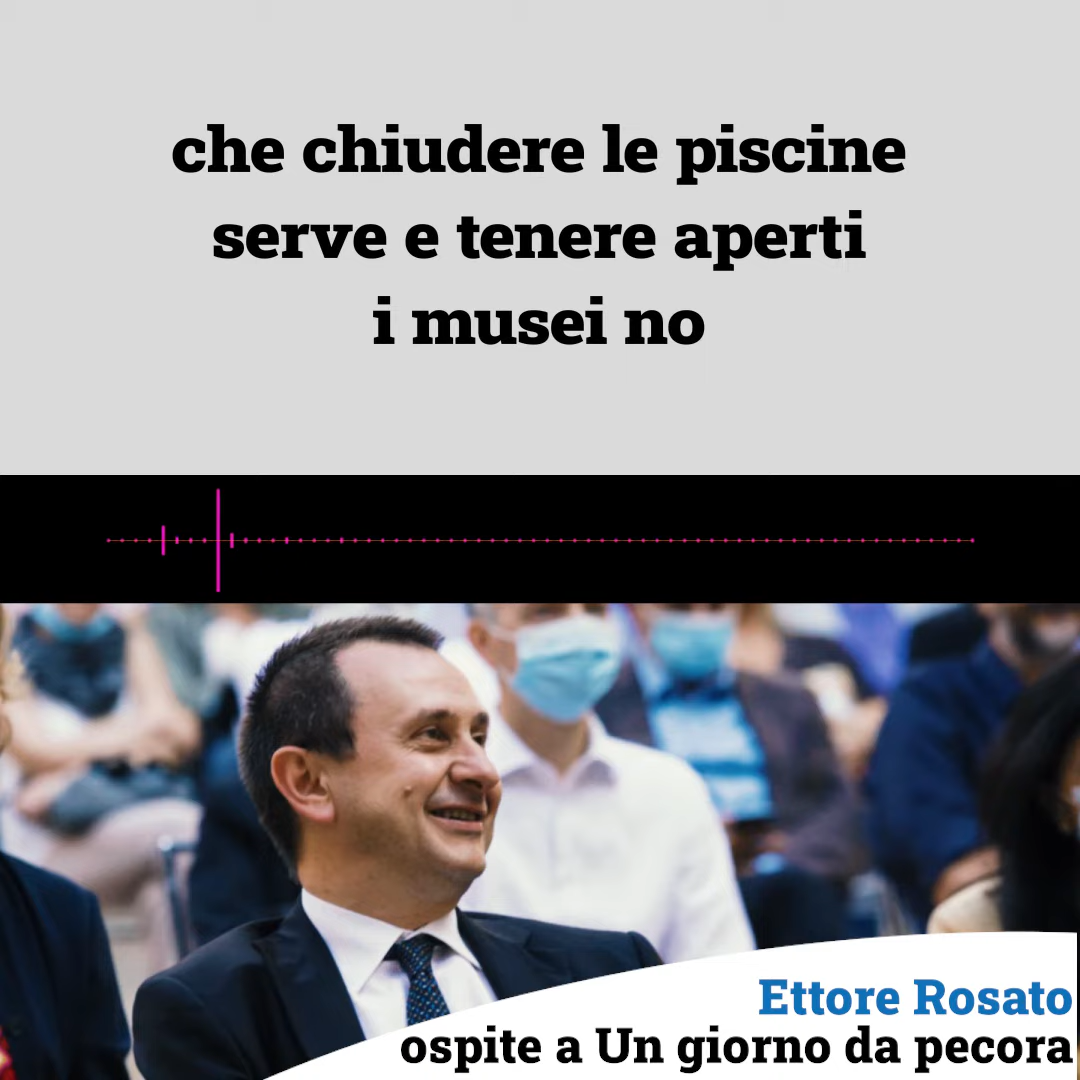 che chiudere le piscine
serve e tenere aperti
i musei no
Ettore Rosato
ospite a Un giorno da pecora